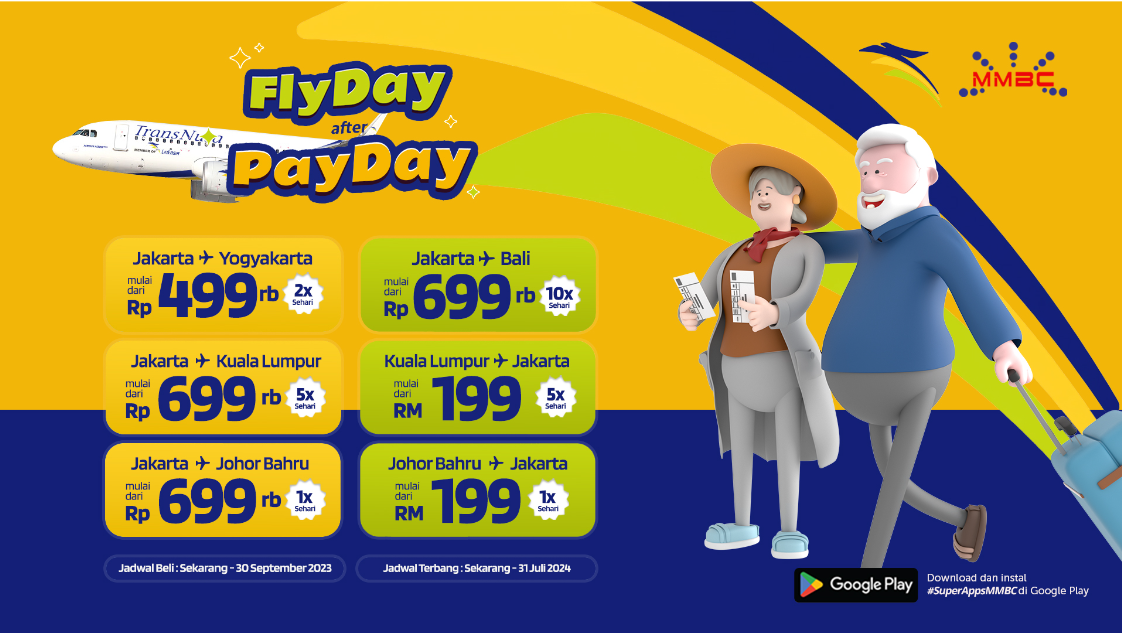 FlyDay
after
PayDay
TransNusa
MMBC
Jakarta Yogyakarta
mulai dari Rp 499 rb
2x Sehari
Jakarta Bali
mulai dari Rp 699 rb
10x Sehari
Jakarta Kuala Lumpur
mulai dari Rp 699 rb
5x Sehari
Kuala Lumpur Jakarta
mulai dari RM 199
5x Sehari
Jakarta Johor Bahru
mulai dari Rp 699 rb
1x Sehari
Johor Bahru Jakarta
mulai dari RM 199
1x Sehari
Jadwal Beli : Sekarang - 30 September 2023
Jadwal Terbang : Sekarang - 31 Juli 2024
Google Play
Download dan instal
#SuperAppsMMBC di Google Play